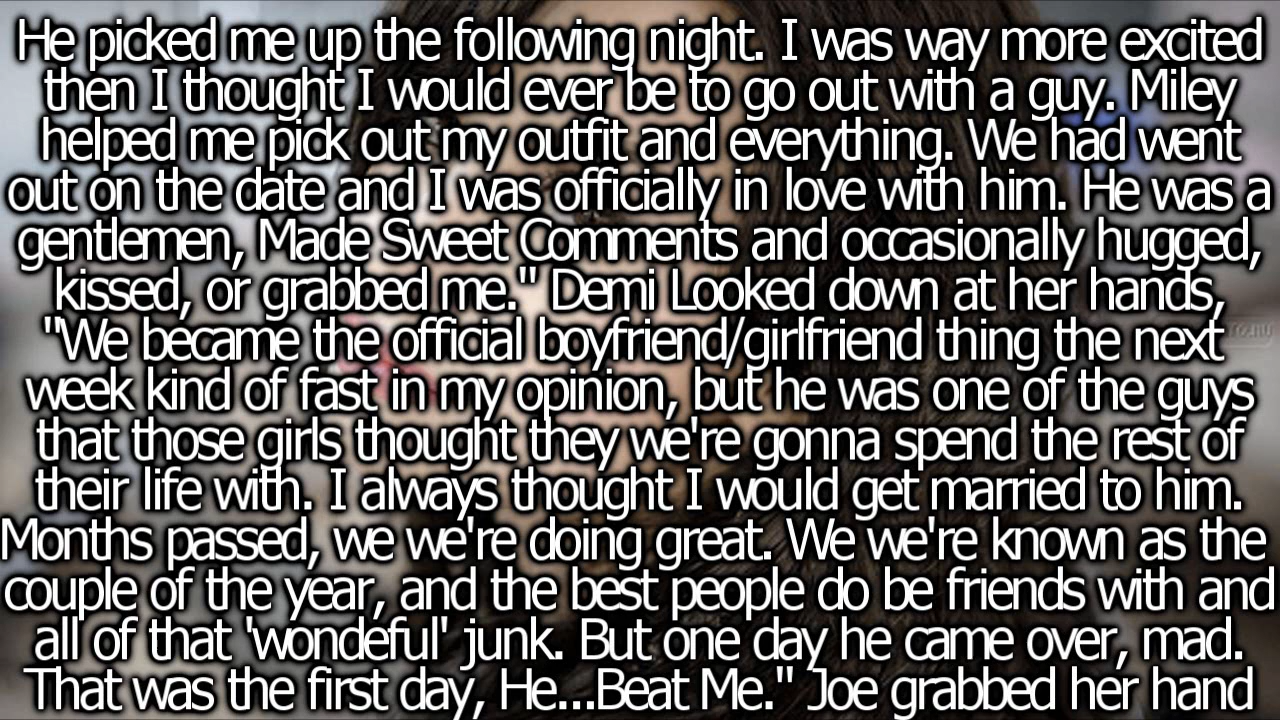 He picked me up the following night. I was way more excited
then I thought I would ever be to go out with a guy. Miley
helped me pick out my outfit and everything. We had went
out on the date and I was officially in love with him. He was a
gentlemen, Made Sweet Comments and occasionally hugged,
kissed, or grabbed me." Demi Looked down at her hands,
"We became the official boyfriend/girlfriend thing the next
week kind of fast in my opinion, but he was one of the guys
that those girls thought they we're gonna spend the rest of
their life with. I always thought I would get married to him.
Months passed, we we're doing great. We we're known as the
couple of the year, and the best people do be friends with and
all of that 'wondeful' junk. But one day he came over, mad.
That was the first day, He...Beat Me." Joe grabbed her hand